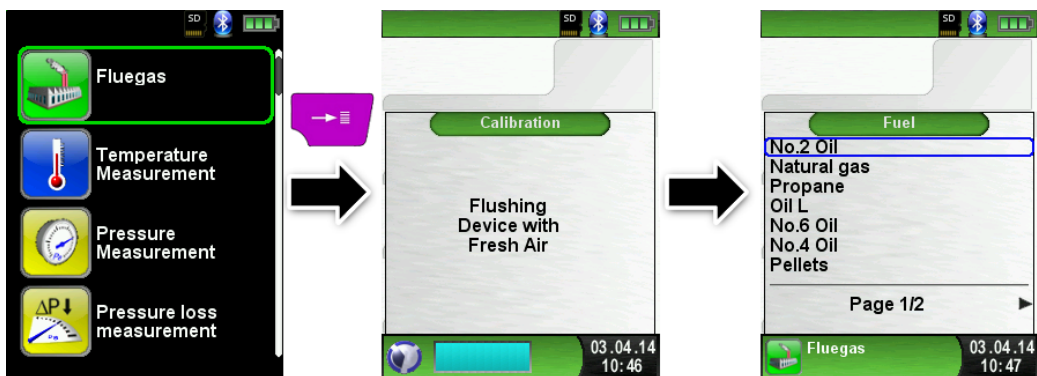 SD
Fluegas
Temperature
Measurement
Pressure
Measurement
ΔP
Pressure loss
measurement
SD
Calibration
Flushing
Device with
Fresh Air
03.04.14
10:46
SD
Fuel
No.2 Oil
Natural gas
Propane
Oil L
No.6 Oil
No.4 Oil
Pellets
Page 1/2
Fluegas
03.04.14
10:47